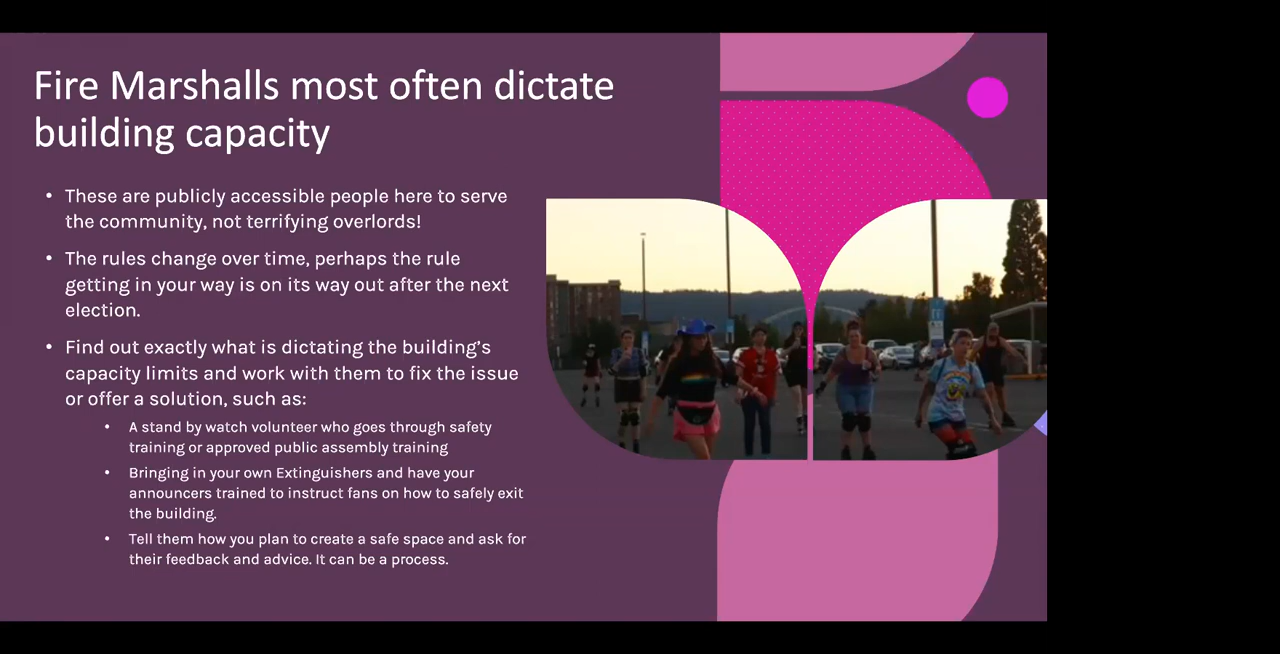 Fire Marshalls most often dictate
building capacity
• These are publicly accessible people here to serve
the community, not terrifying overlords!
• The rules change over time, perhaps the rule
getting in your way is on its way out after the next
election.
• Find out exactly what is dictating the building's
capacity limits and work with them to fix the issue
or offer a solution, such as:
• A stand by watch volunteer who goes through safety
training or approved public assembly training
• Bringing in your own Extinguishers and have your
announcers trained to instruct fans on how to safely exit
the building.
• Tell them how you plan to create a safe space and ask for
their feedback and advice. It can be a process.